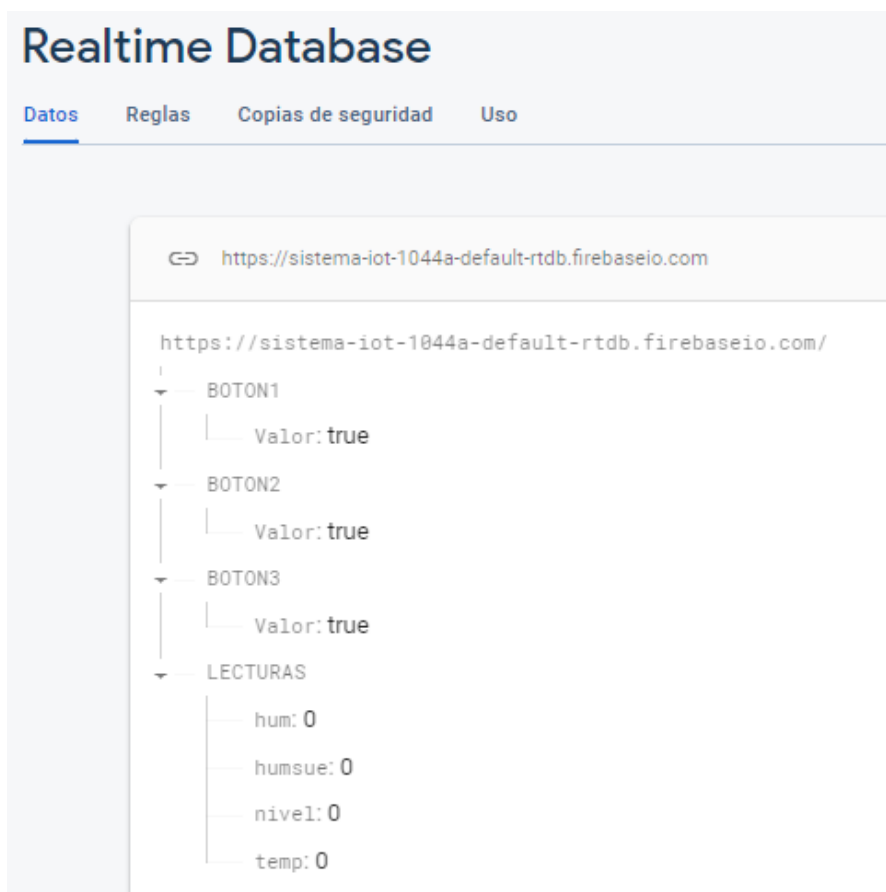 Realtime Database
Datos Reglas Copias de seguridad Uso
https://sistema-iot-1044a-default-rtdb.firebaseio.com
https://sistema-iot-1044a-default-rtdb.firebaseio.com/
BOTON1
Valor: true
BOTON2
Valor: true
BOTON3
Valor: true
LECTURAS
hum: 0
humsue: 0
nivel: 0
temp: 0